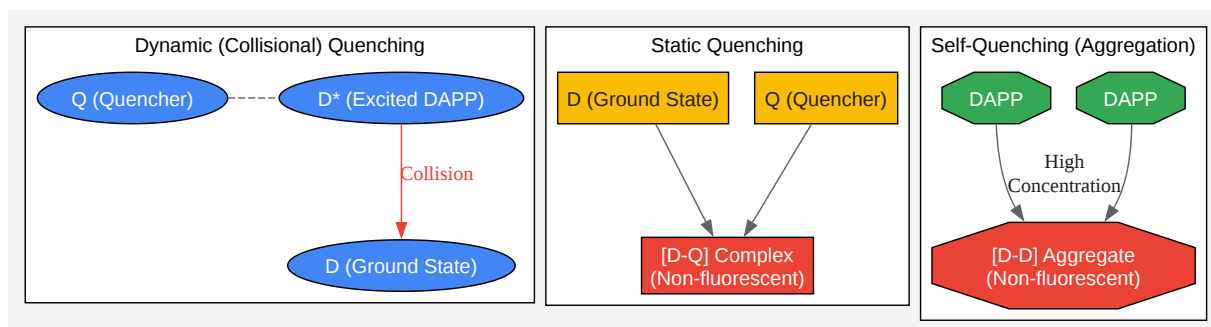 Dynamic (Collisional) Quenching
Q (Quencher)
D* (Excited DAPP)
Collision
D (Ground State)
Static Quenching
D (Ground State)
Q (Quencher)
[D-Q] Complex
(Non-fluorescent)
Self-Quenching (Aggregation)
DAPP
DAPP
High
Concentration
[D-D] Aggregate
(Non-fluorescent)